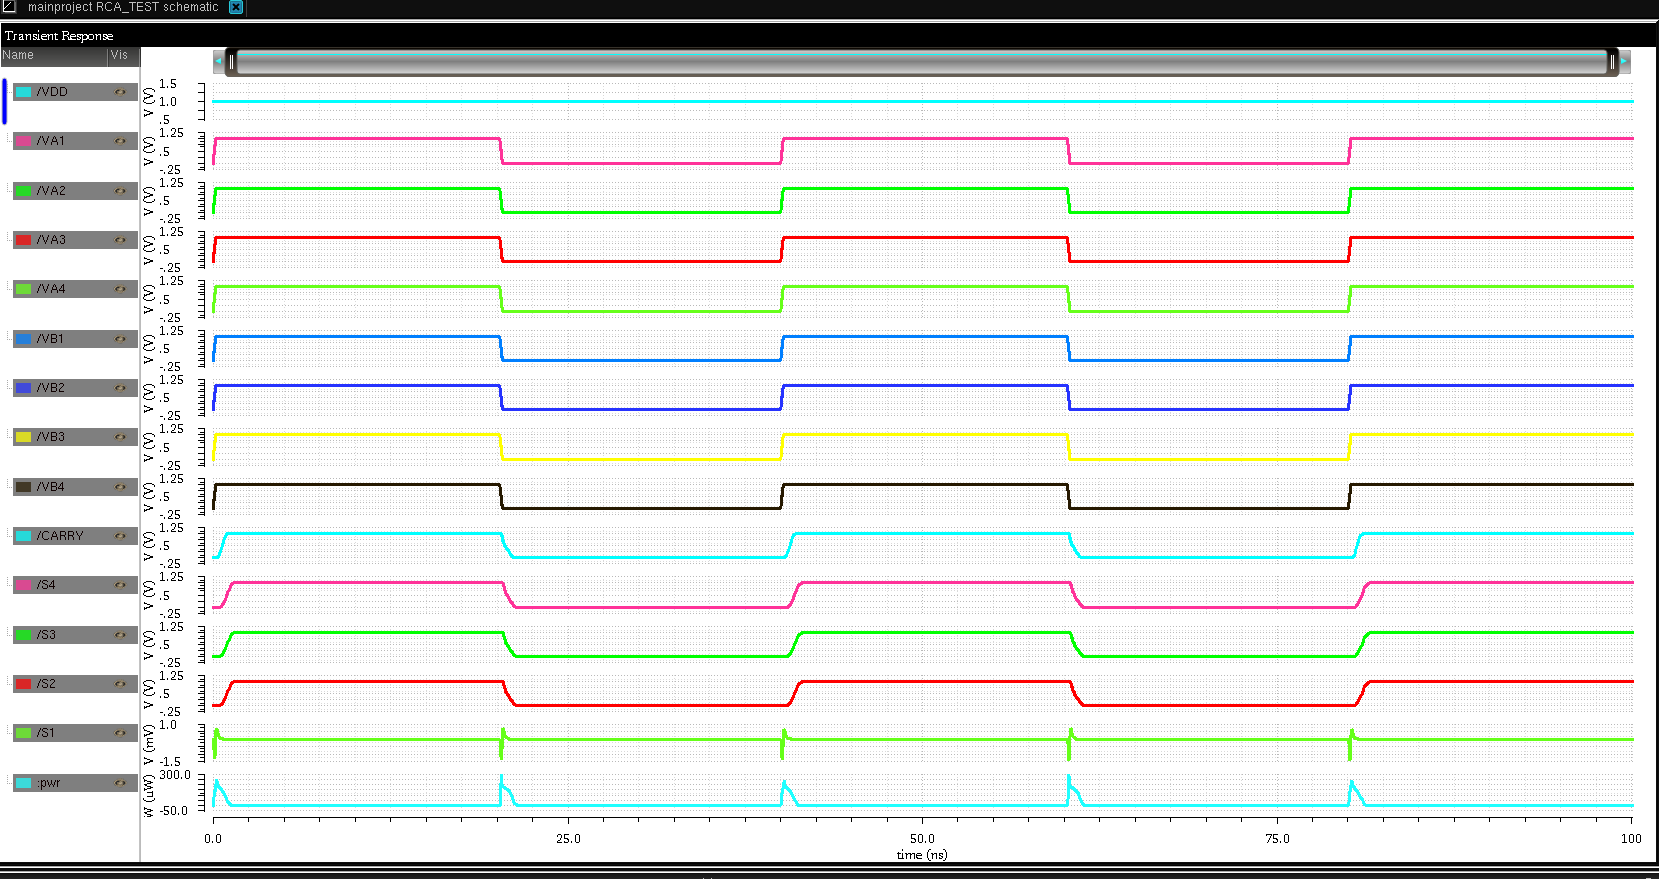 mainproject RCA_TEST schematic
Transient Response
Name Vis
/VDD V (V) 1.5 1.0 .5
/VA1 V (V) 1.25 .5 -.25
/VA2 V (V) 1.25 .5 -.25
/VA3 V (V) 1.25 .5 -.25
/VA4 V (V) 1.25 .5 -.25
/VB1 V (V) 1.25 .5 -.25
/VB2 V (V) 1.25 .5 -.25
/VB3 V (V) 1.25 .5 -.25
/VB4 V (V) 1.25 .5 -.25
/CARRY V (V) 1.25 .5 -.25
/S4 V (V) 1.25 .5 -.25
/S3 V (V) 1.25 .5 -.25
/S2 V (V) 1.25 .5 -.25
/S1 V (mV) 1.0 -1.5
:pwr W (uW) 300.0 -50.0
0.0 25.0 50.0 75.0 100
time (ns)